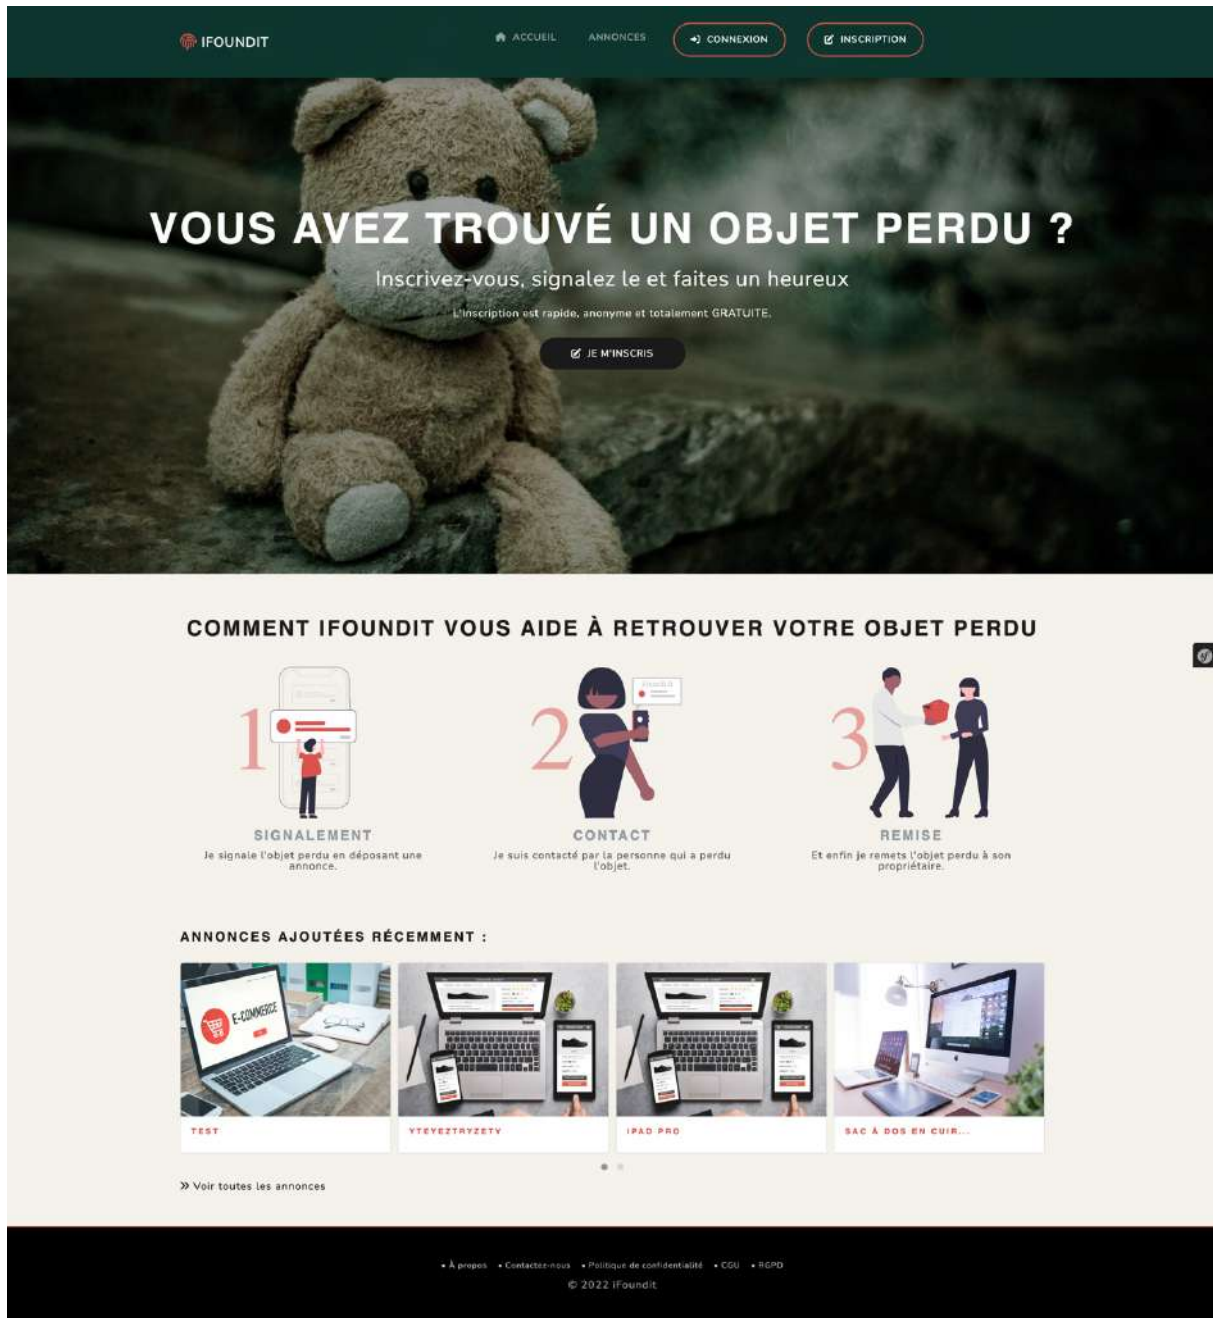 IFOUNDIT
ACCUEIL
ANNONCES
CONNEXION
INSCRIPTION
VOUS AVEZ TROUVÉ UN OBJET PERDU ?
Inscrivez-vous, signalez le et faites un heureux
L'inscription est rapide, anonyme et totalement GRATUITE.
JE M'INSCRIS
COMMENT IFOUNDIT VOUS AIDE À RETROUVER VOTRE OBJET PERDU
1
2
3
SIGNALEMENT
Je signale l'objet perdu en déposant une
annonce.
CONTACT
Je suis contacté par la personne qui a perdu
l'objet.
REMISE
Et enfin je remets l'objet perdu à son
propriétaire.
ANNONCES AJOUTÉES RÉCEMMENT :
E-COMMERCE
TEST
YTEYEZTRYZETV
IPAD PRO
SAC À DOS EN CUIR...
» Voir toutes les annonces
• À propos • Contactez-nous • Politique de confidentialité • CGU • RGPD
© 2022 iFoundit